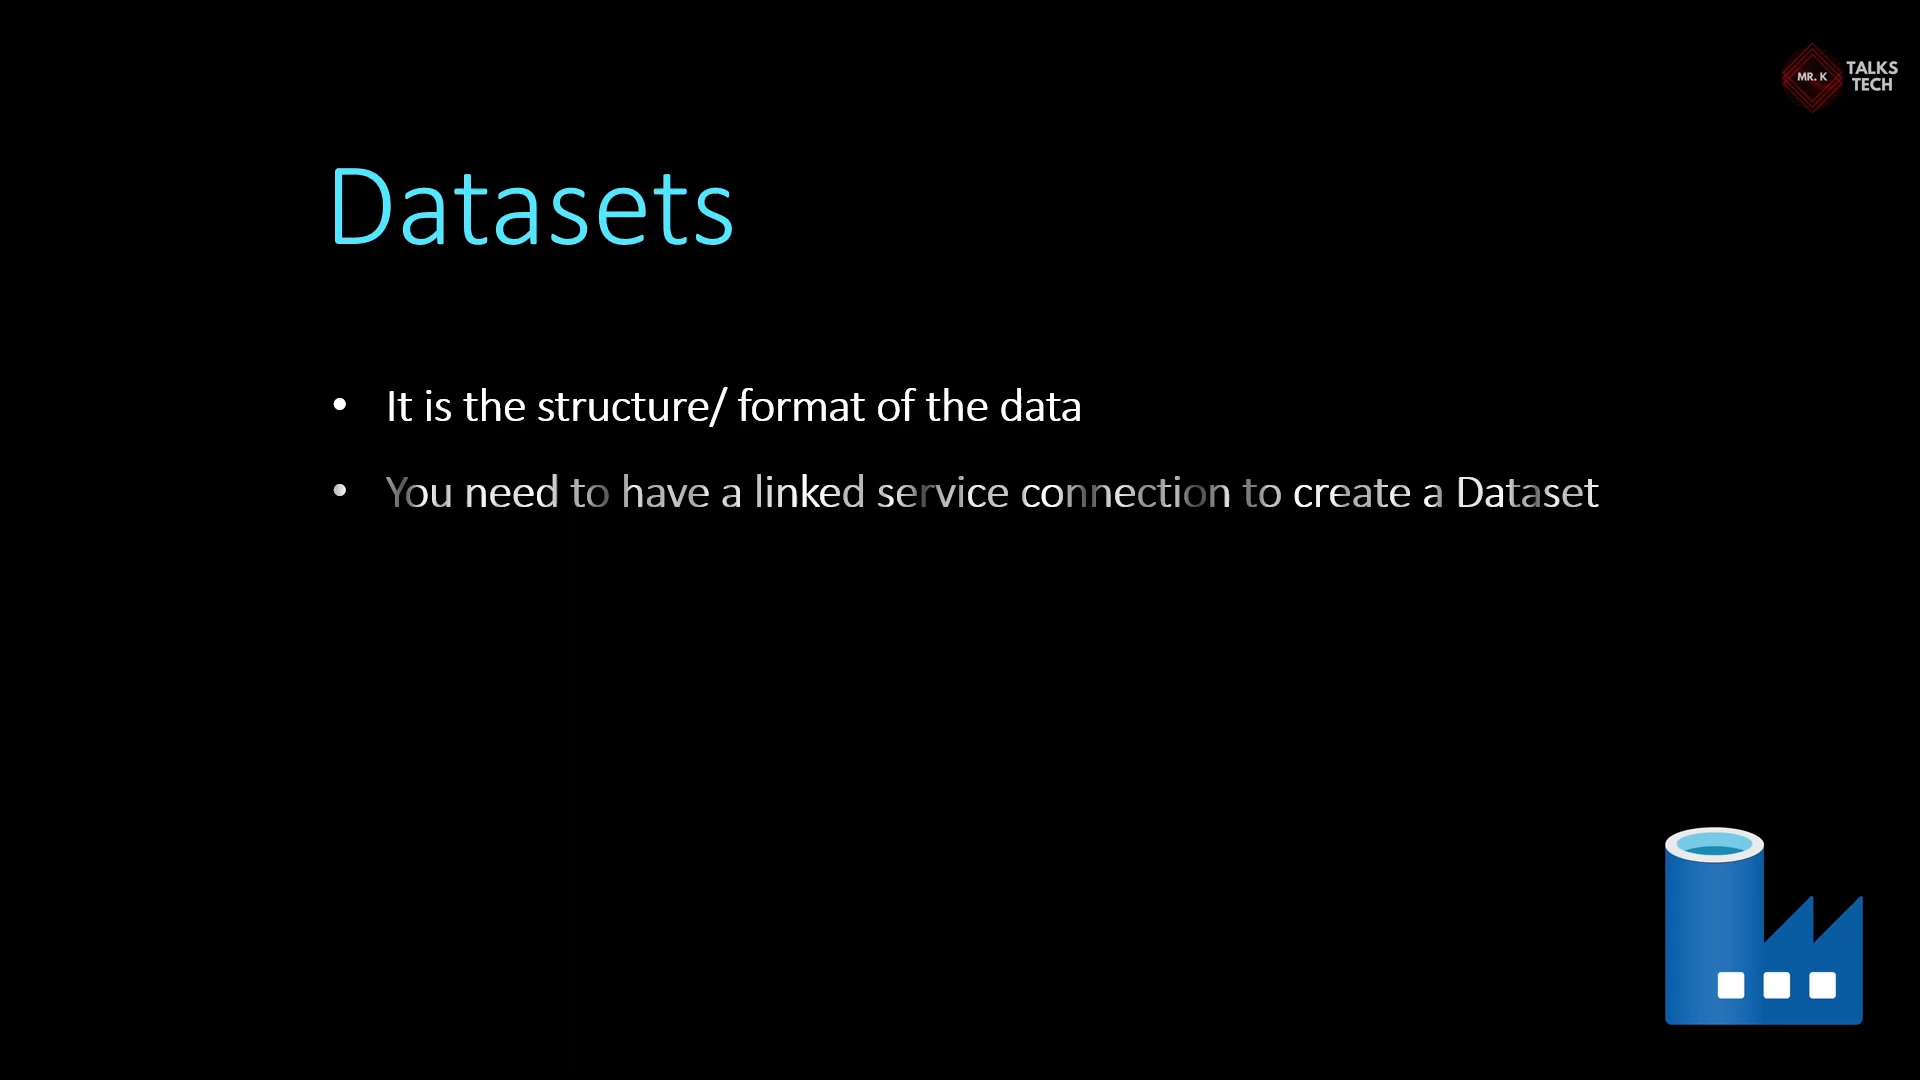 MR. K
TALKS
TECH
Datasets
• It is the structure/ format of the data
• You need to have a linked service connection to create a Dataset